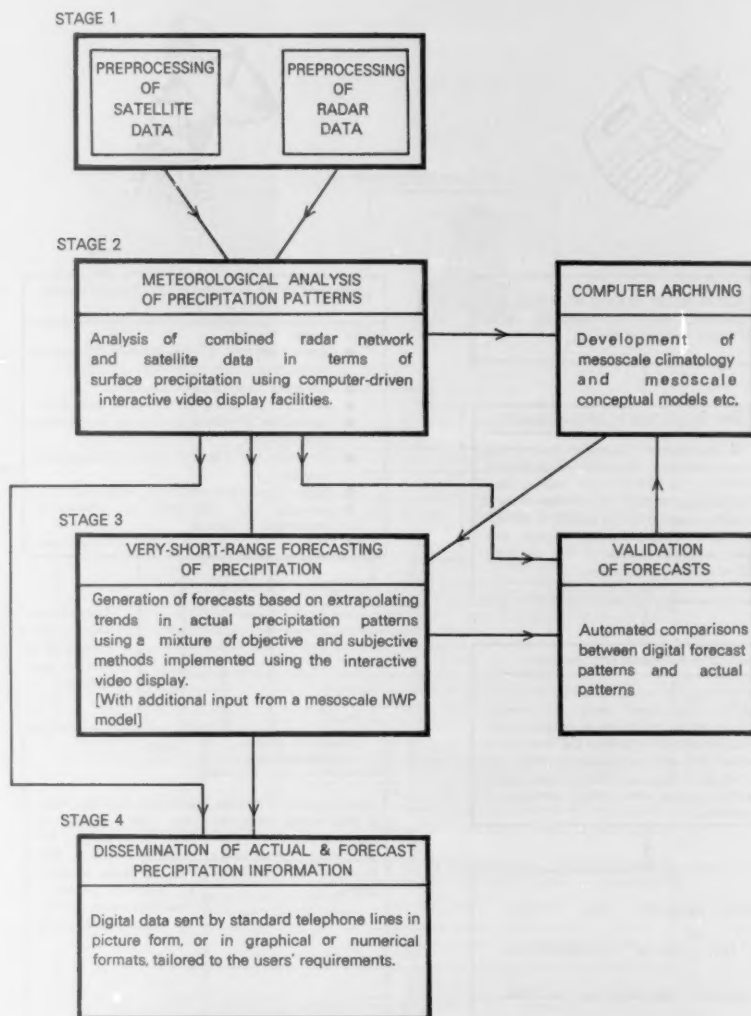 STAGE 1
PREPROCESSING
OF
SATELLITE
DATA
PREPROCESSING
OF
RADAR
DATA
STAGE 2
METEOROLOGICAL ANALYSIS
OF PRECIPITATION PATTERNS
Analysis of combined radar network
and satellite data in terms of
surface precipitation using computer-driven
interactive video display facilities.
COMPUTER ARCHIVING
Development of
mesoscale climatology
and mesoscale
conceptual models etc.
STAGE 3
VERY-SHORT-RANGE FORECASTING
OF PRECIPITATION
Generation of forecasts based on extrapolating
trends in actual precipitation patterns
using a mixture of objective and subjective
methods implemented using the interactive
video display.
[With additional input from a mesoscale NWP
model]
VALIDATION
OF FORECASTS
Automated comparisons
between digital forecast
patterns and actual
patterns
STAGE 4
DISSEMINATION OF ACTUAL & FORECAST
PRECIPITATION INFORMATION
Digital data sent by standard telephone lines in
picture form, or in graphical or numerical
formats, tailored to the users' requirements.